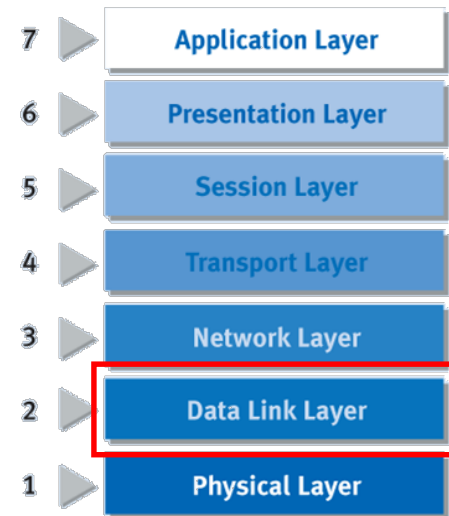 7 Application Layer
6 Presentation Layer
5 Session Layer
4 Transport Layer
3 Network Layer
2 Data Link Layer
1 Physical Layer